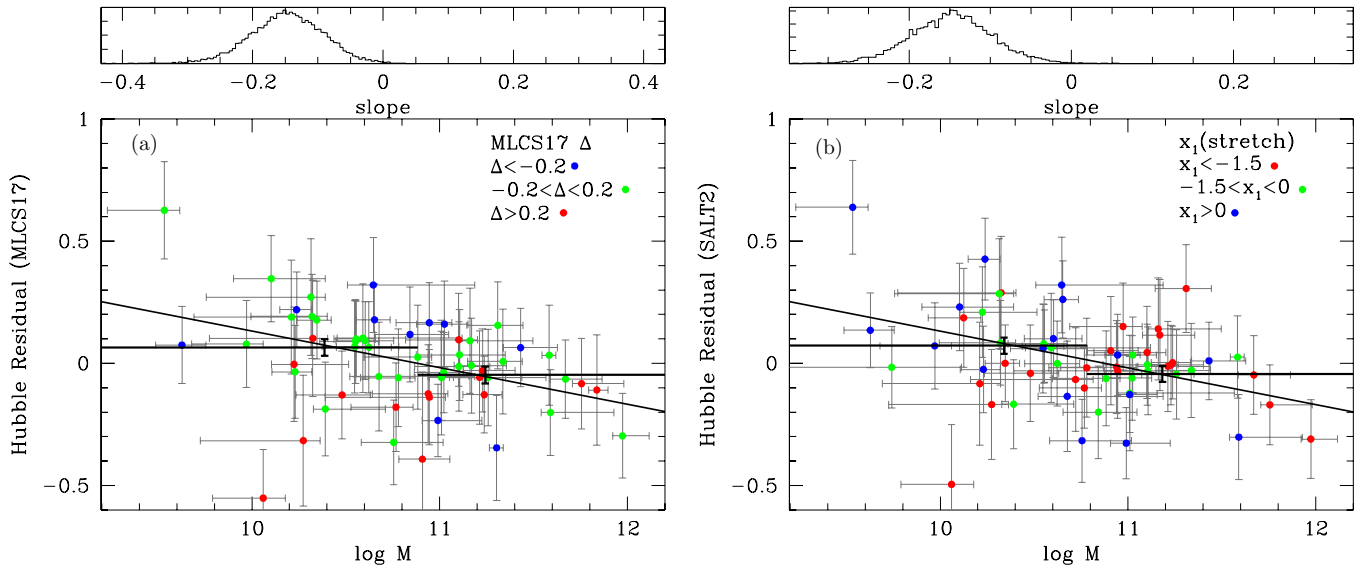 −0.4 −0.2 0 0.2 0.4
slope
−0.2 0 0.2
slope
(a)
MLCS17 Δ
Δ<−0.2
−0.2<Δ<0.2
Δ>0.2
1
0.5
0
−0.5
Hubble Residual (MLCS17)
10 11 12
log M
(b)
x1(stretch)
x1<−1.5
−1.5<x1<0
x1>0
1
0.5
0
−0.5
Hubble Residual (SALT2)
10 11 12
log M